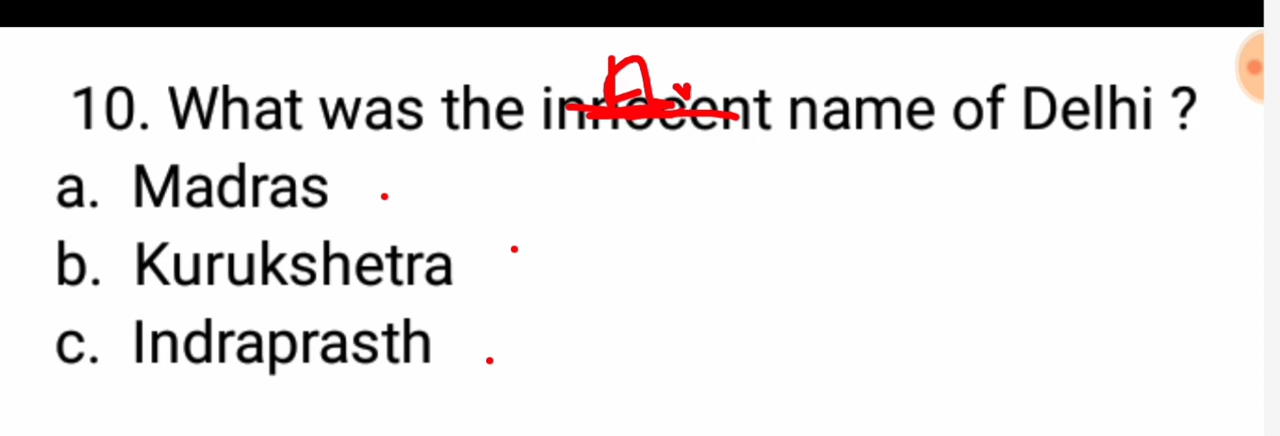 10. What was the innocent name of Delhi ?
a. Madras
b. Kurukshetra
c. Indraprasth